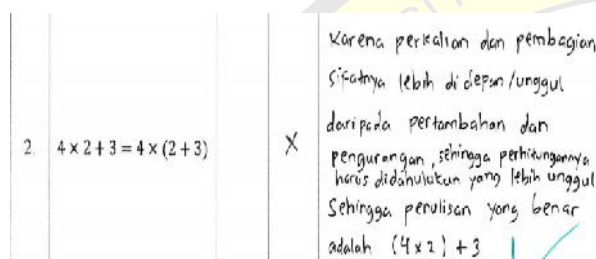 Karena perkalian dan pembagian
sifatnya lebih di depan/unggul
daripada pertambahan dan
2. 4 × 2 + 3 = 4 × (2 + 3) X pengurangan, sehingga perhitungannya
harus didahulukan yang lebih unggul
Sehingga penulisan yang benar
adalah (4 x 2) + 3